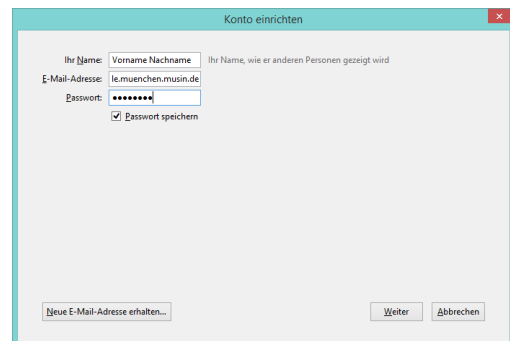 Konto einrichten
Ihr Name: Vorname Nachname Ihr Name, wie er anderen Personen gezeigt wird
E-Mail-Adresse: le.muenchen.musin.de
Passwort: ●●●●●●●●
Passwort speichern
Neue E-Mail-Adresse erhalten... Weiter Abbrechen